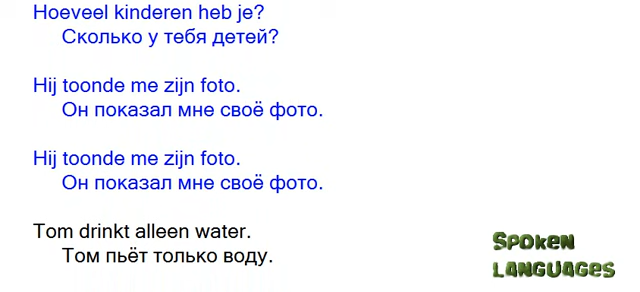 Hoeveel kinderen heb je?
Сколько у тебя детей?
Hij toonde me zijn foto.
Он показал мне своё фото.
Hij toonde me zijn foto.
Он показал мне своё фото.
Tom drinkt alleen water.
Том пьёт только воду.
Spoken
Languages